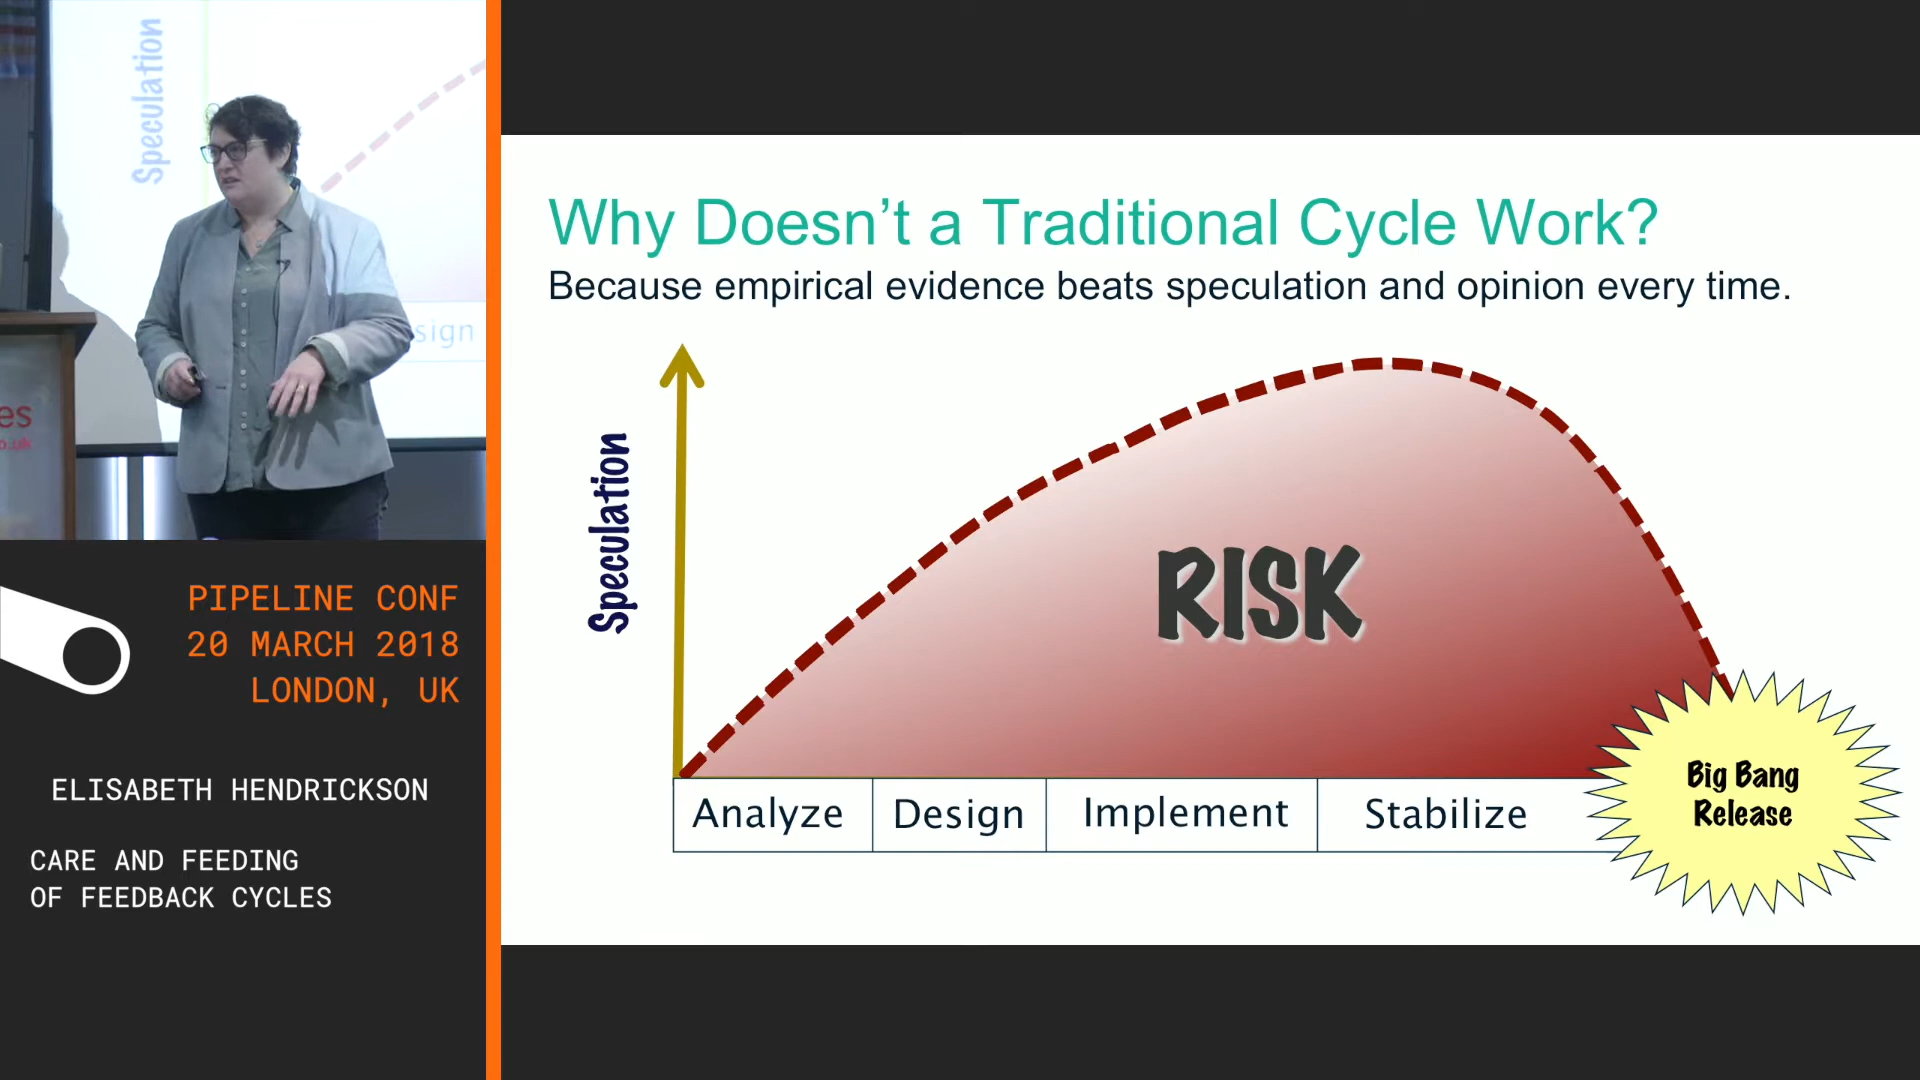 Speculation
sign
es
o.uk
PIPELINE CONF
20 MARCH 2018
LONDON, UK
ELISABETH HENDRICKSON
CARE AND FEEDING
OF FEEDBACK CYCLES
Why Doesn't a Traditional Cycle Work?
Because empirical evidence beats speculation and opinion every time.
Speculation
RISK
Analyze
Design
Implement
Stabilize
Big Bang
Release